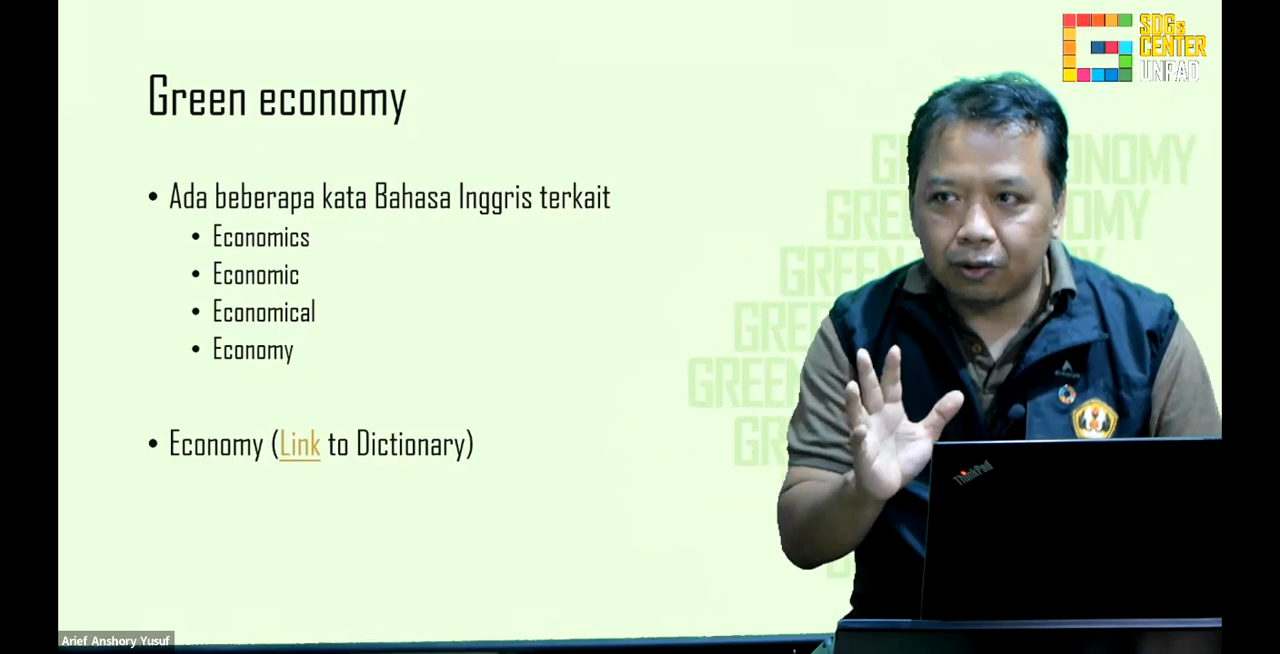 SDGs
CENTER
UNPAD
Green economy
• Ada beberapa kata Bahasa Inggris terkait
• Economics
• Economic
• Economical
• Economy
• Economy (Link to Dictionary)
GREEN
ThinkPad
Arief Anshory Yusuf